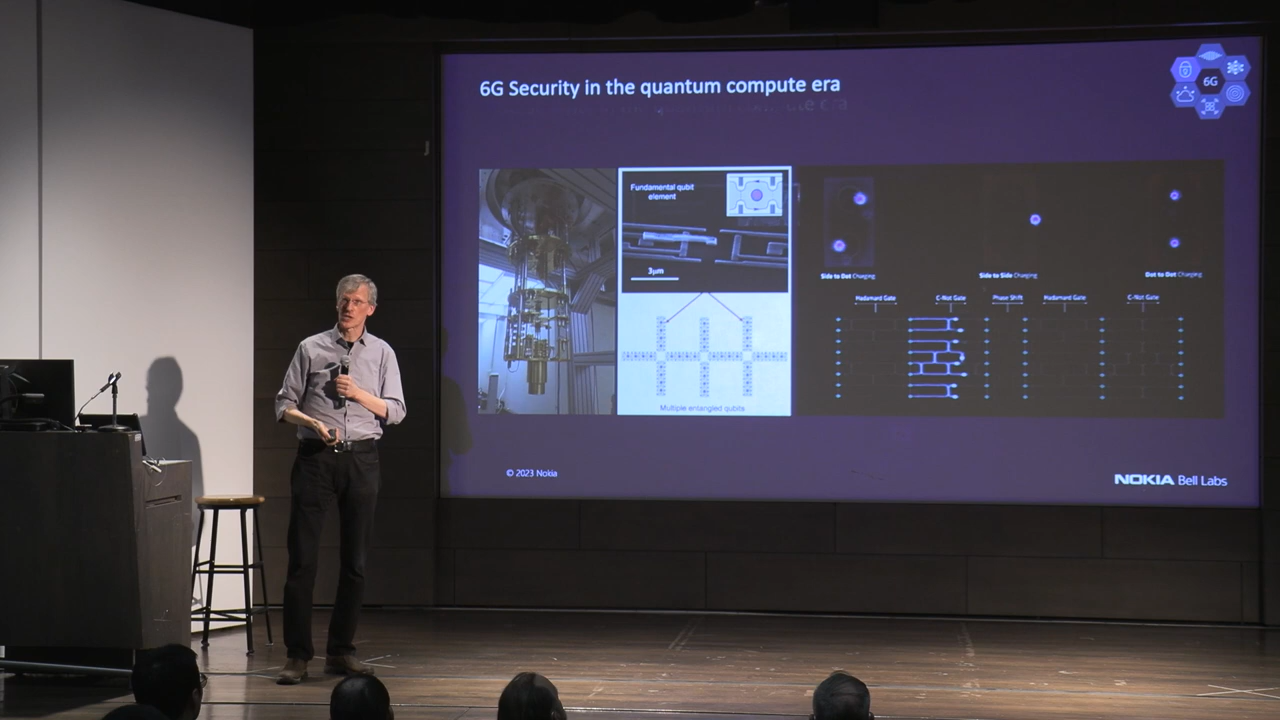 6G Security in the quantum compute era
6G
Fundamental qubit
element
3µm
Multiple entangled qubits
Side to Dot Charging
Side to Side Charging
Dot to Dot Charging
Hadamard Gate
C-Not Gate
Phase Shift
Hadamard Gate
C-Not Gate
© 2023 Nokia
NOKIA Bell Labs